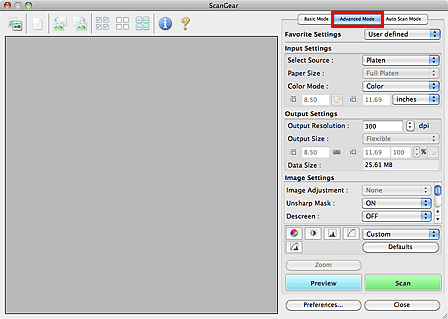 ScanGear
Basic Mode Advanced Mode Auto Scan Mode
Favorite Settings User defined
Input Settings
Select Source : Platen
Paper Size : Full Platen
Color Mode : Color
8.50 11.69 inches
Output Settings
Output Resolution : 300 dpi
Output Size : Flexible
8.50 11.69 100 %
Data Size : 25.61 MB
Image Settings
Image Adjustment : None
Unsharp Mask : ON
Descreen : OFF
Custom
Defaults
Zoom
Preview Scan
Preferences... Close